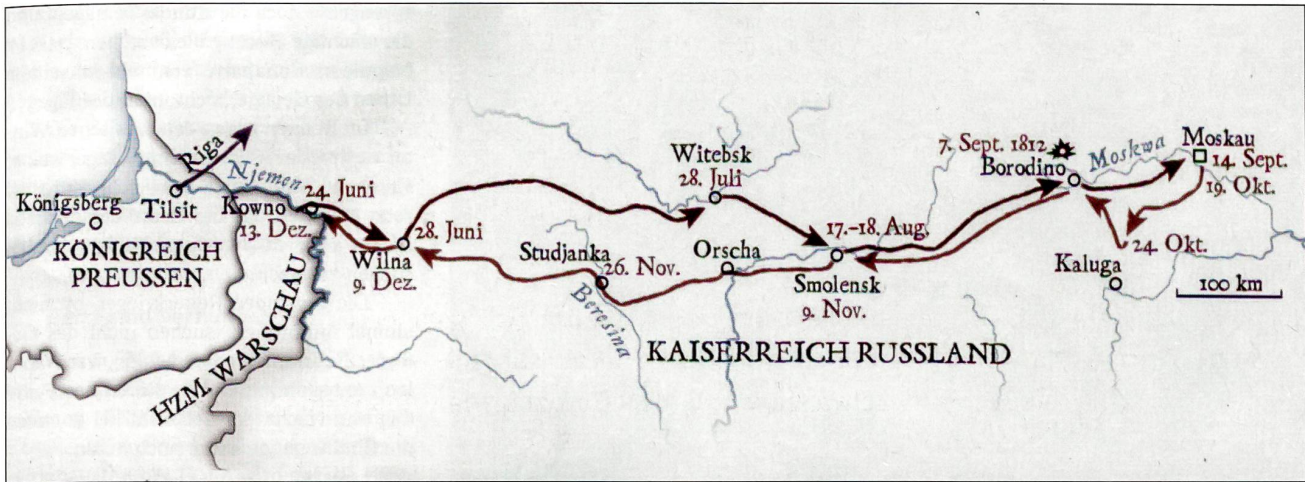 Riga
Njemen
Königsberg
Tilsit
KÖNIGREICH
PREUSSEN
Kowno
13. Dez.
24. Juni
Wilna
9. Dez.
28. Juni
HZM. WARSCHAU
Witebsk
28. Juli
Studjanka
26. Nov.
Beresina
Orscha
17.–18. Aug.
Smolensk
9. Nov.
KAISERREICH RUSSLAND
7. Sept. 1812
Borodino
Moskwa
Moskau
14. Sept.
19. Okt.
24. Okt.
Kaluga
100 km